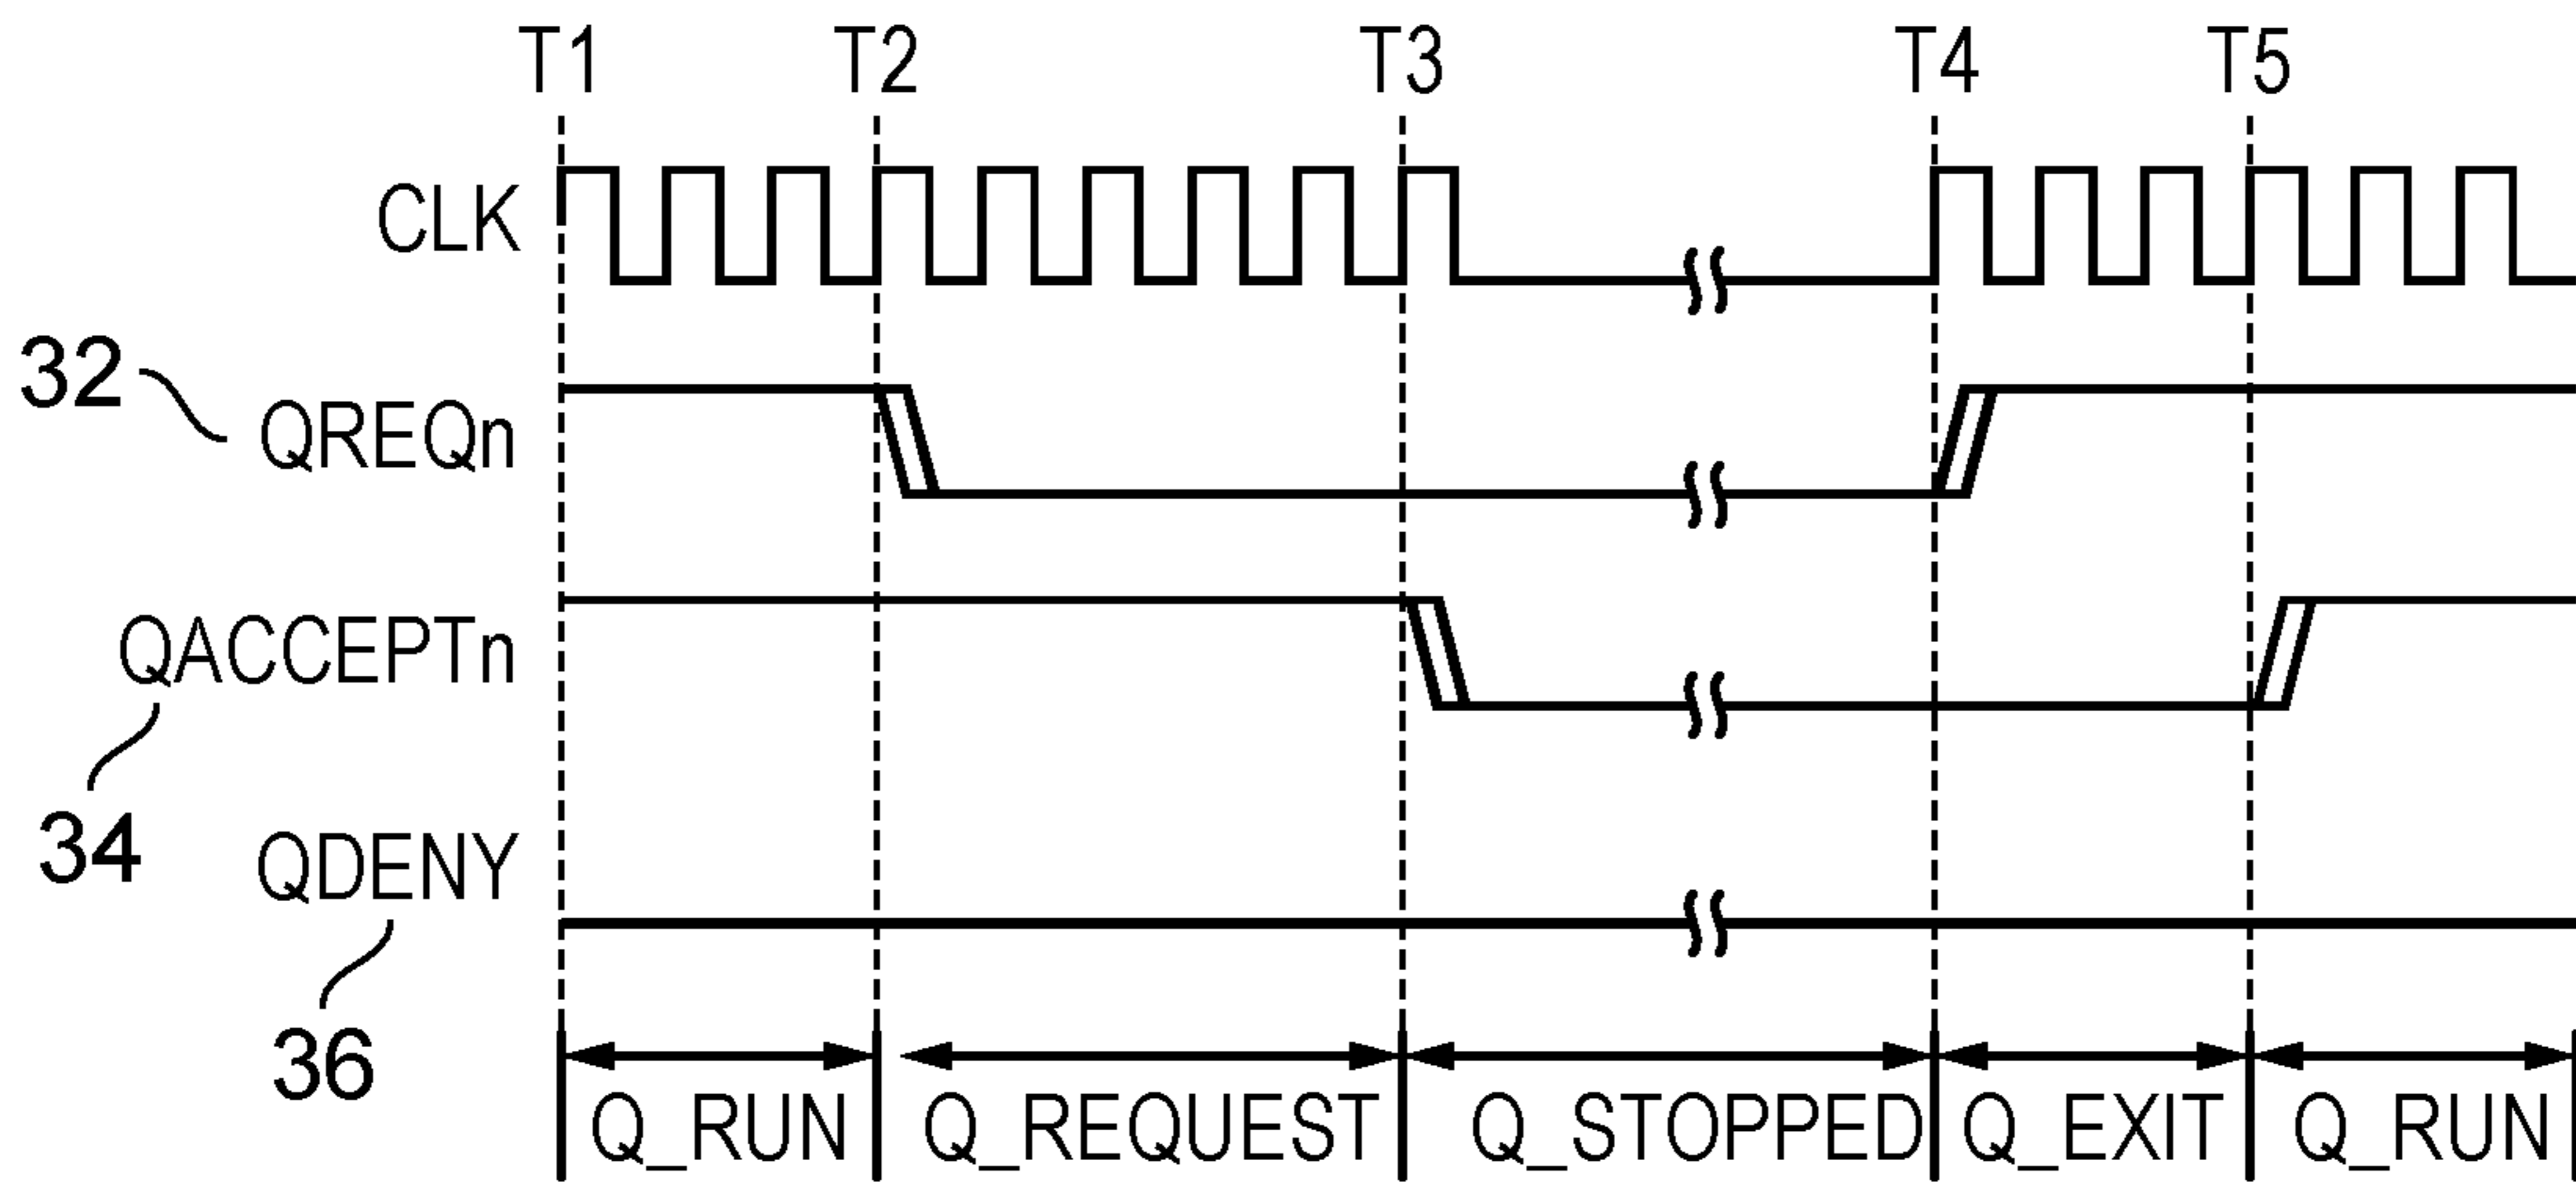 T1 T2 T3 T4 T5
CLK
32
QREQn
QACCEPTn
34
QDENY
36
Q_RUN Q_REQUEST Q_STOPPED Q_EXIT Q_RUN